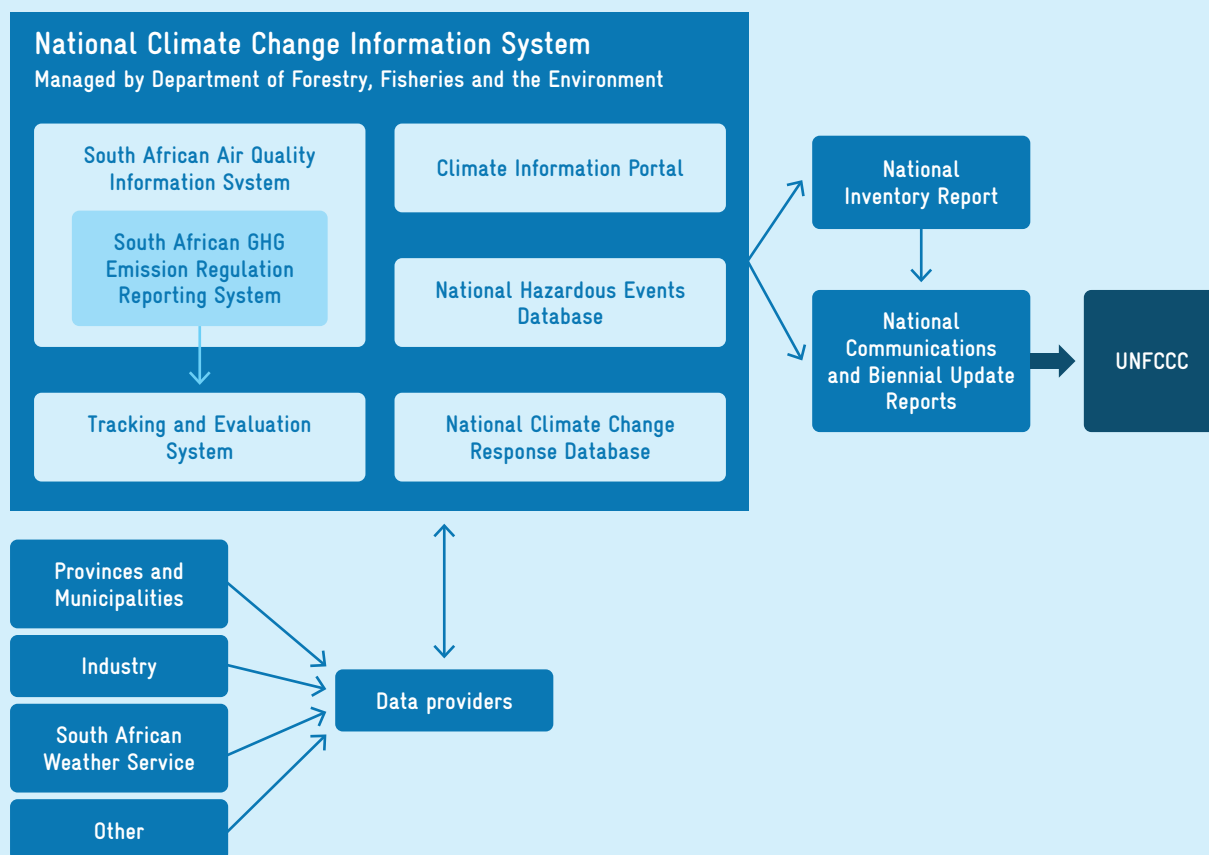 National Climate Change Information System
Managed by Department of Forestry, Fisheries and the Environment
South African Air Quality
Information System
South African GHG
Emission Regulation
Reporting System
Tracking and Evaluation
System
Climate Information Portal
National Hazardous Events
Database
National Climate Change
Response Database
National
Inventory Report
National
Communications
and Biennial Update
Reports
UNFCCC
Provinces and
Municipalities
Industry
South African
Weather Service
Other
Data providers